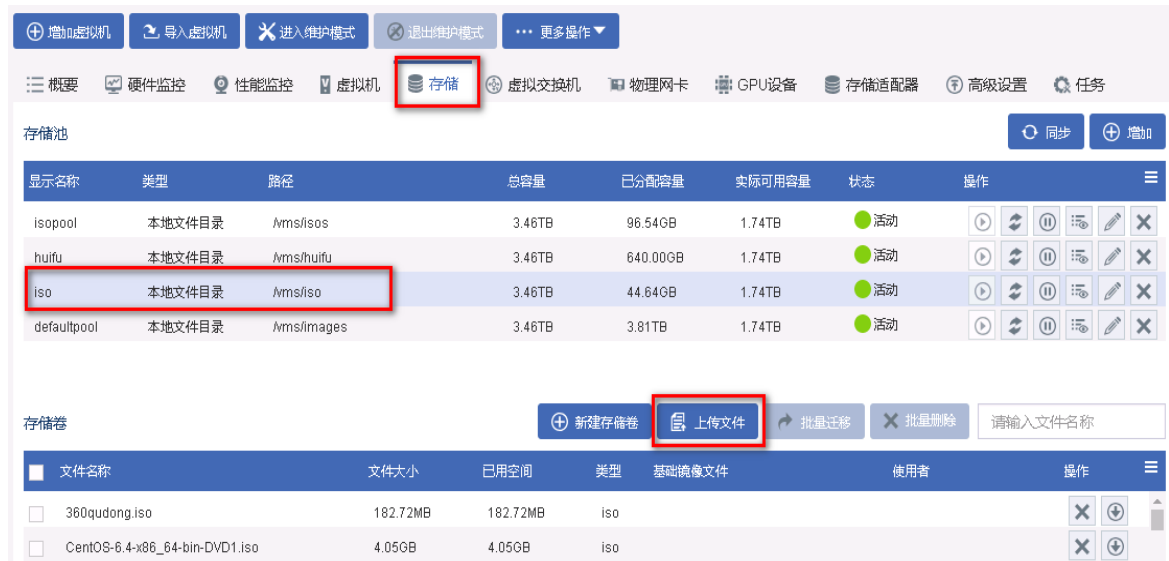 增加虚拟机 导入虚拟机 进入维护模式 退出维护模式 ··· 更多操作
概要 硬件监控 性能监控 虚拟机 存储 虚拟交换机 物理网卡 GPU设备 存储适配器 高级设置 任务
存储池 同步 增加
显示名称 类型 路径 总容量 已分配容量 实际可用容量 状态 操作
isopool 本地文件目录 /vms/isos 3.46TB 96.54GB 1.74TB 活动
huifu 本地文件目录 /vms/huifu 3.46TB 640.00GB 1.74TB 活动
iso 本地文件目录 /vms/iso 3.46TB 44.64GB 1.74TB 活动
defaultpool 本地文件目录 /vms/images 3.46TB 3.81TB 1.74TB 活动
存储卷 新建存储卷 上传文件 批量迁移 批量删除 请输入文件名称
文件名称 文件大小 已用空间 类型 基础镜像文件 使用者 操作
360qudong.iso 182.72MB 182.72MB iso
CentOS-6.4-x86_64-bin-DVD1.iso 4.05GB 4.05GB iso